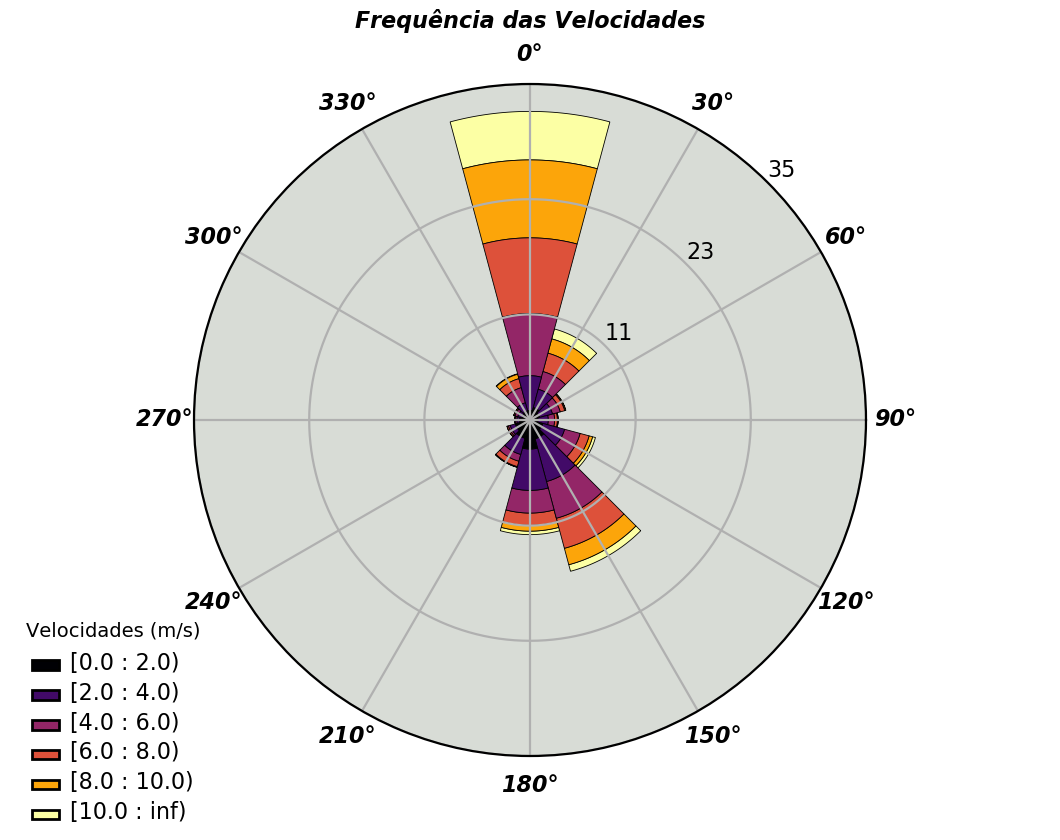 Frequência das Velocidades
0°
330°
30°
35
300°
60°
23
11
270°
90°
240°
120°
210°
150°
180°
Velocidades (m/s)
[0.0 : 2.0)
[2.0 : 4.0)
[4.0 : 6.0)
[6.0 : 8.0)
[8.0 : 10.0)
[10.0 : inf)